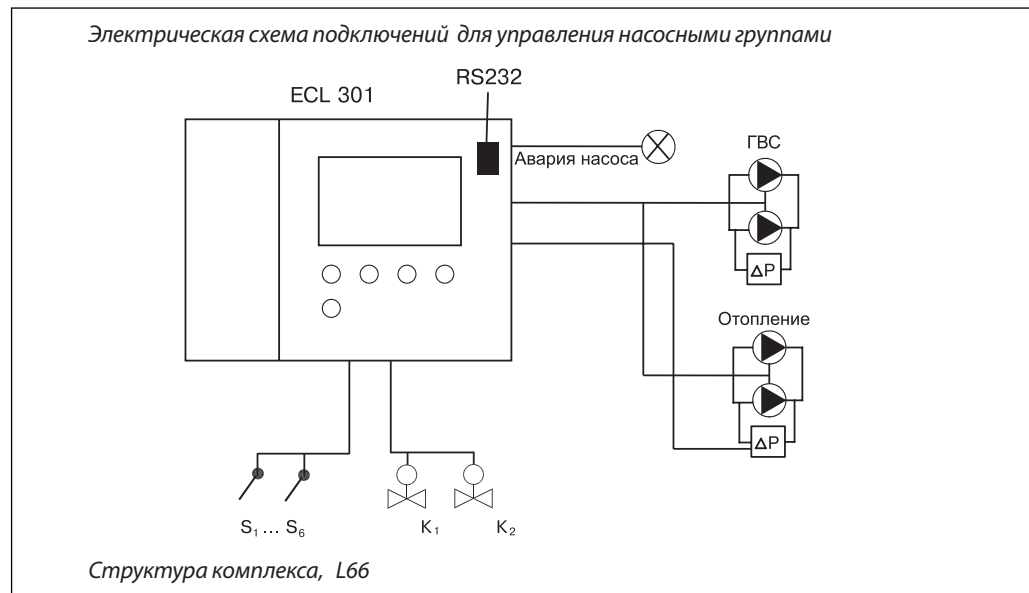 Электрическая схема подключений для управления насосными группами
RS232
ECL 301
Авария насоса
ГВС
ΔP
Отопление
ΔP
S₁ ... S₆
K₁
K₂
Структура комплекса, L66